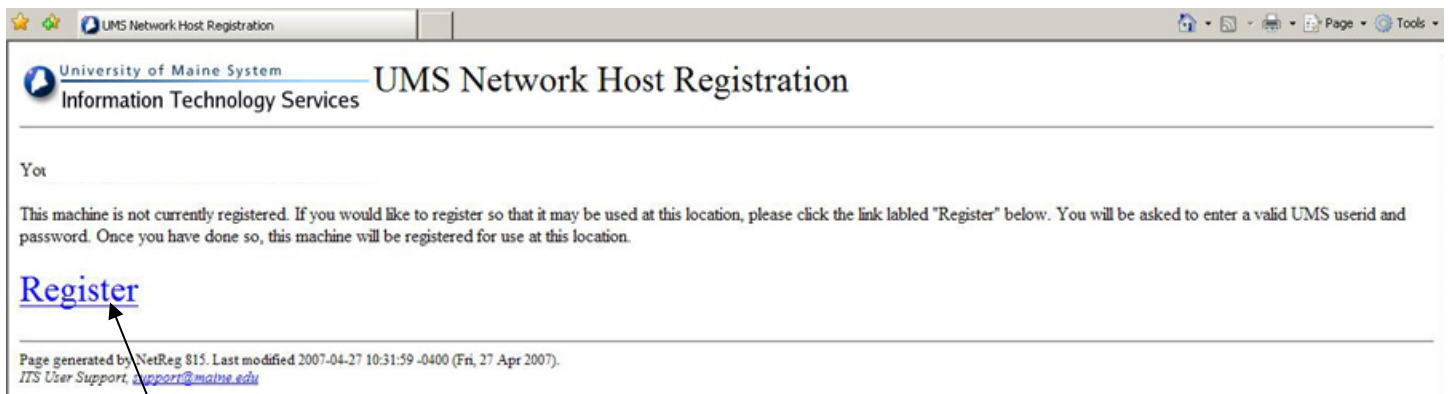 UMS Network Host Registration
Page
Tools
University of Maine System
Information Technology Services
UMS Network Host Registration
This machine is not currently registered. If you would like to register so that it may be used at this location, please click the link labled "Register" below. You will be asked to enter a valid UMS userid and
password. Once you have done so, this machine will be registered for use at this location.
Register
Page generated by NetReg 815. Last modified 2007-04-27 10:31:59 -0400 (Fri, 27 Apr 2007).
ITS User Support, support@maine.edu